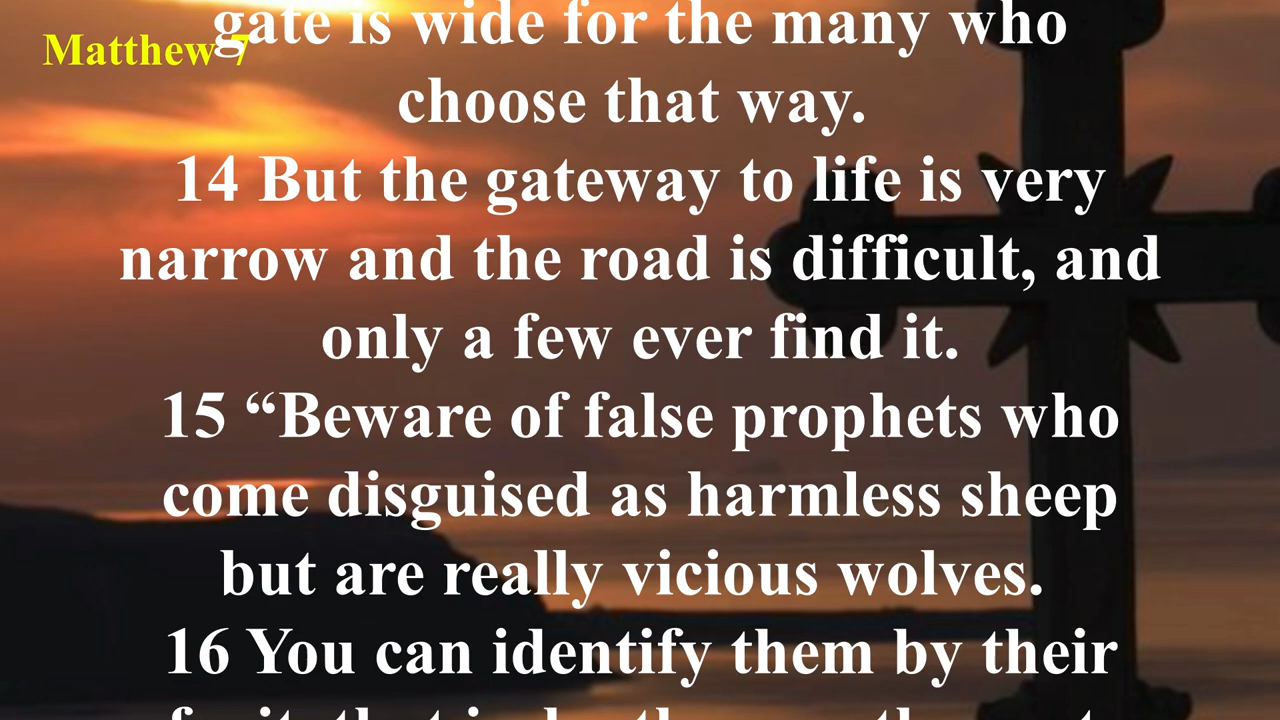 gate is wide for the many who
Matthew 7
choose that way.
14 But the gateway to life is very
narrow and the road is difficult, and
only a few ever find it.
15 “Beware of false prophets who
come disguised as harmless sheep
but are really vicious wolves.
16 You can identify them by their